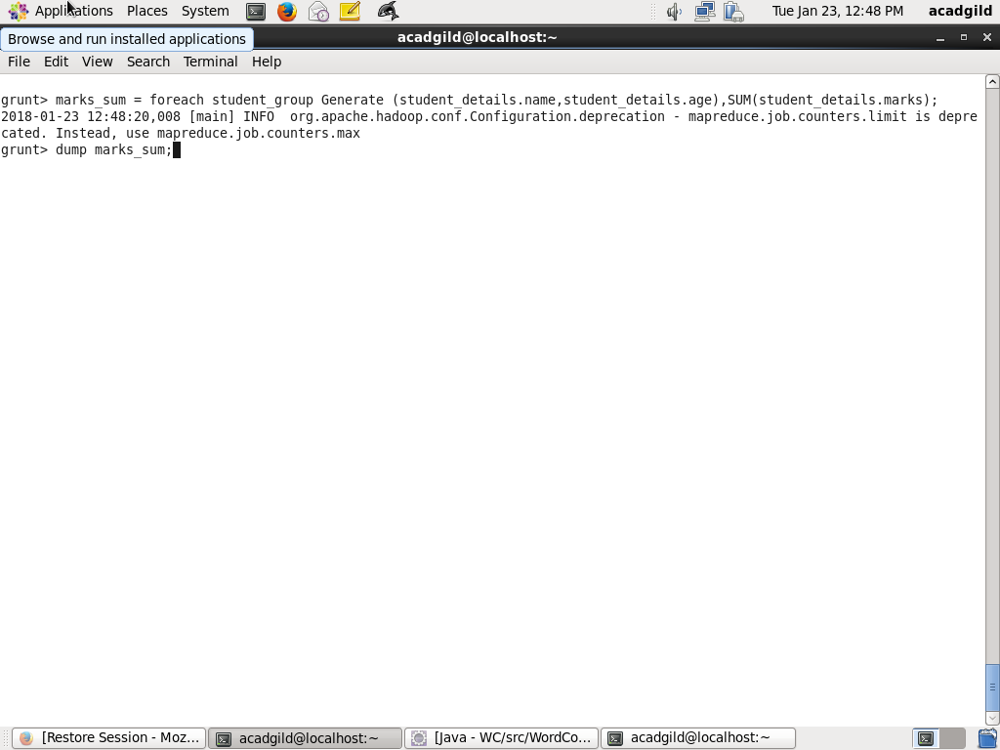 Applications Places System Tue Jan 23, 12:48 PM acadgild
Browse and run installed applications acadgild@localhost:~
File Edit View Search Terminal Help
grunt> marks_sum = foreach student_group Generate (student_details.name,student_details.age),SUM(student_details.marks);
2018-01-23 12:48:20,008 [main] INFO  org.apache.hadoop.conf.Configuration.deprecation - mapreduce.job.counters.limit is depre
cated. Instead, use mapreduce.job.counters.max
grunt> dump marks_sum;
[Restore Session - Moz... acadgild@localhost:~ [Java - WC/src/WordCo... acadgild@localhost:~